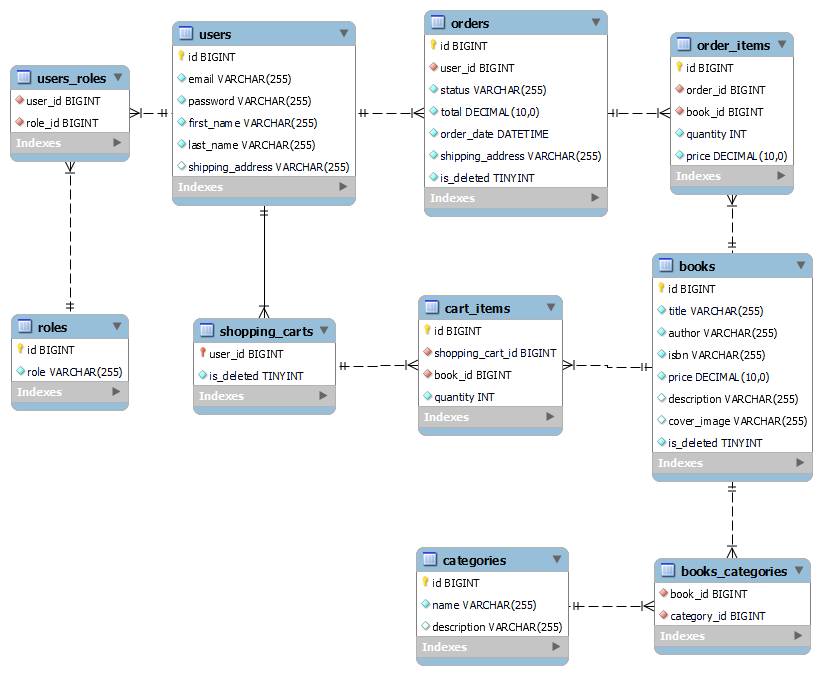 users
id BIGINT
email VARCHAR(255)
password VARCHAR(255)
first_name VARCHAR(255)
last_name VARCHAR(255)
shipping_address VARCHAR(255)
Indexes
orders
id BIGINT
user_id BIGINT
status VARCHAR(255)
total DECIMAL(10,0)
order_date DATETIME
shipping_address VARCHAR(255)
is_deleted TINYINT
Indexes
order_items
id BIGINT
order_id BIGINT
book_id BIGINT
quantity INT
price DECIMAL(10,0)
Indexes
users_roles
user_id BIGINT
role_id BIGINT
Indexes
roles
id BIGINT
role VARCHAR(255)
Indexes
shopping_carts
user_id BIGINT
is_deleted TINYINT
Indexes
cart_items
id BIGINT
shopping_cart_id BIGINT
book_id BIGINT
quantity INT
Indexes
books
id BIGINT
title VARCHAR(255)
author VARCHAR(255)
isbn VARCHAR(255)
price DECIMAL(10,0)
description VARCHAR(255)
cover_image VARCHAR(255)
is_deleted TINYINT
Indexes
categories
id BIGINT
name VARCHAR(255)
description VARCHAR(255)
Indexes
books_categories
book_id BIGINT
category_id BIGINT
Indexes